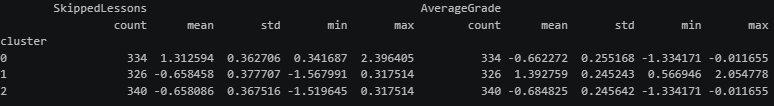 SkippedLessons AverageGrade
count mean std min max count mean std min max
cluster
0 334 1.312594 0.362706 0.341687 2.396405 334 -0.662272 0.255168 -1.334171 -0.011655
1 326 -0.658458 0.377707 -1.567991 0.317514 326 1.392759 0.245243 0.566946 2.054778
2 340 -0.658086 0.367516 -1.519645 0.317514 340 -0.684825 0.245642 -1.334171 -0.011655